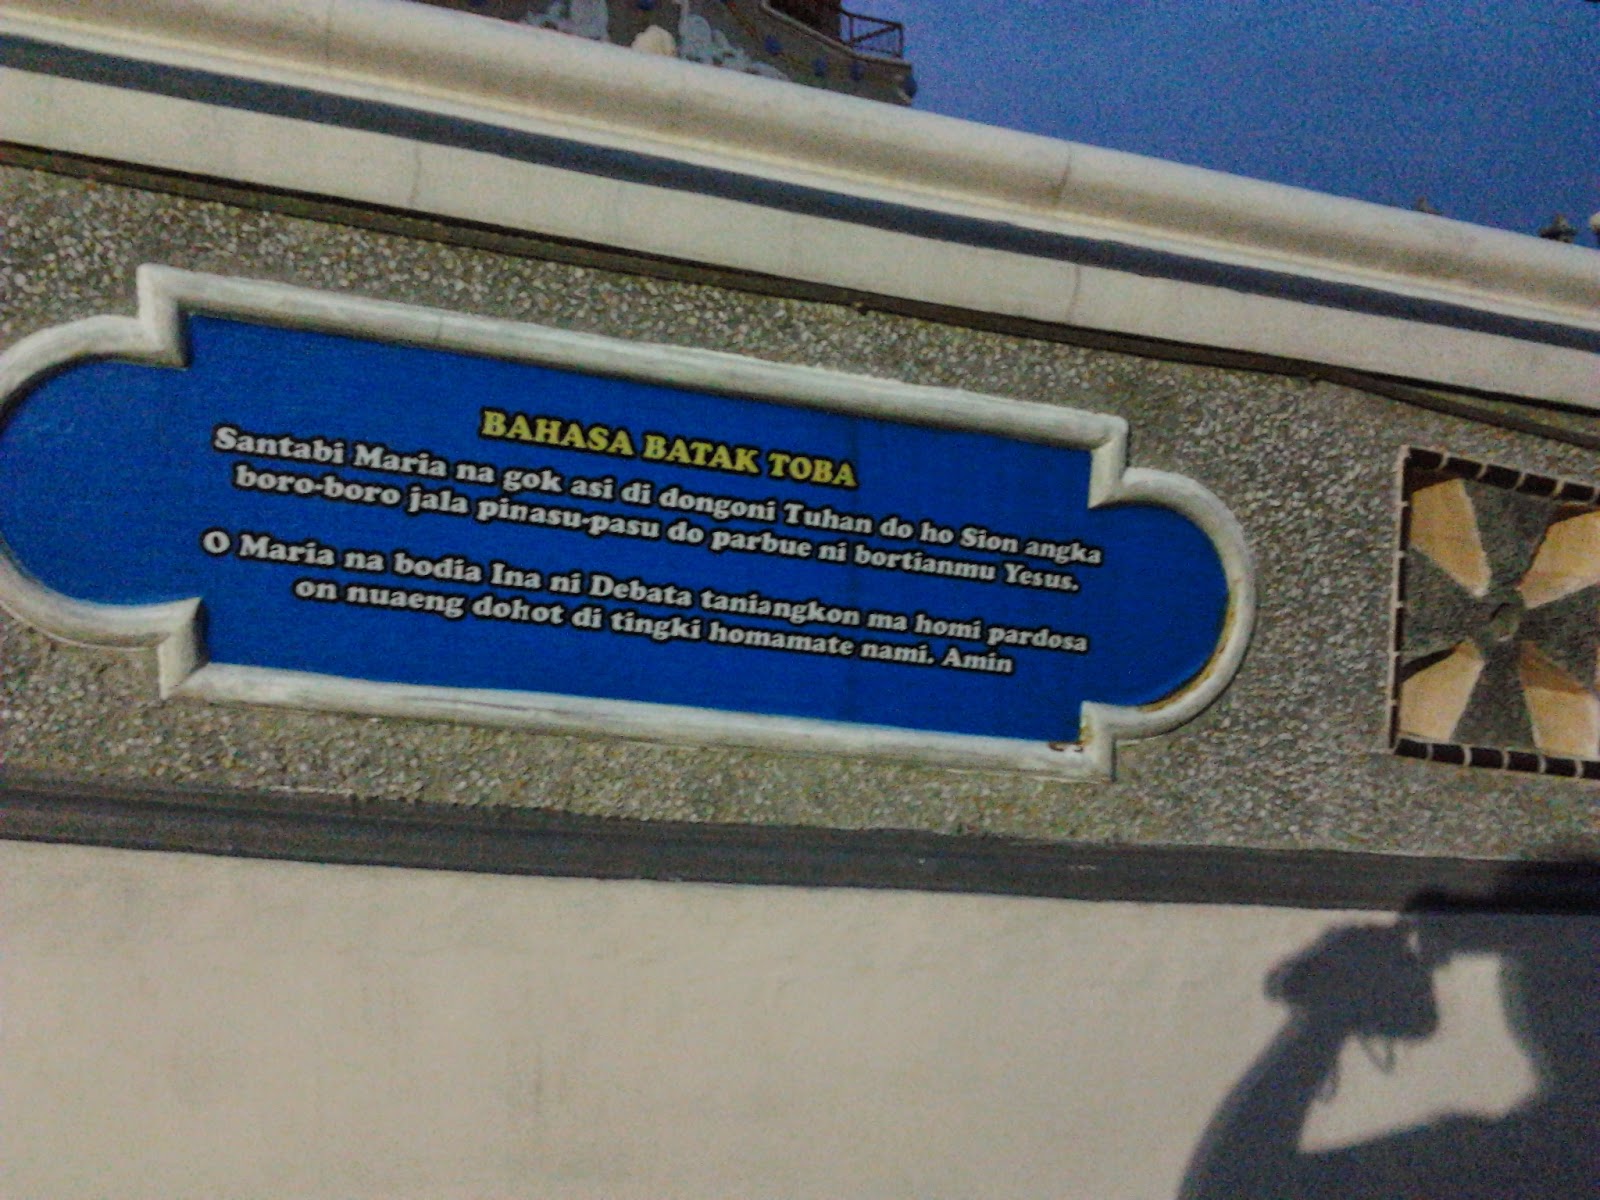 BAHASA BATAK TOBA
Santabi Maria na gok asi di dongoni Tuhan do ho Sion angka
boro-boro jala pinasu-pasu do parbue ni bortianmu Yesus.
O Maria na bodia Ina ni Debata taniangkon ma homi pardosa
on nuaeng dohot di tingki homamate nami. Amin